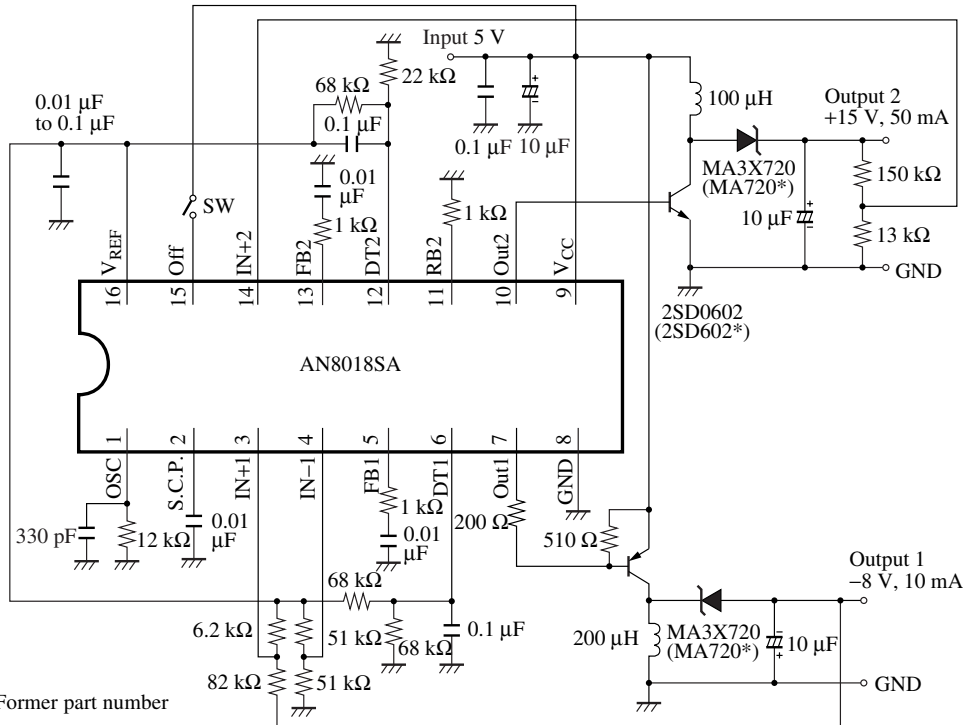 Input 5 V
22 kΩ
68 kΩ
0.1 µF
0.01 µF
to 0.1 µF
0.1 µF
10 µF
100 µH
Output 2
+15 V, 50 mA
MA3X720
(MA720*)
150 kΩ
10 µF
13 kΩ
GND
0.01
µF
1 kΩ
1 kΩ
SW
VREF
Off
IN+2
FB2
DT2
RB2
Out2
VCC
16
15
14
13
12
11
10
9
2SD0602
(2SD602*)
AN8018SA
1
2
3
4
5
6
7
8
OSC
S.C.P.
IN+1
IN−1
FB1
DT1
Out1
GND
330 pF
12 kΩ
0.01
µF
1 kΩ
0.01
µF
200 Ω
510 Ω
68 kΩ
6.2 kΩ
51 kΩ
68 kΩ
0.1 µF
82 kΩ
51 kΩ
200 µH
MA3X720
(MA720*)
Output 1
−8 V, 10 mA
10 µF
GND
Former part number